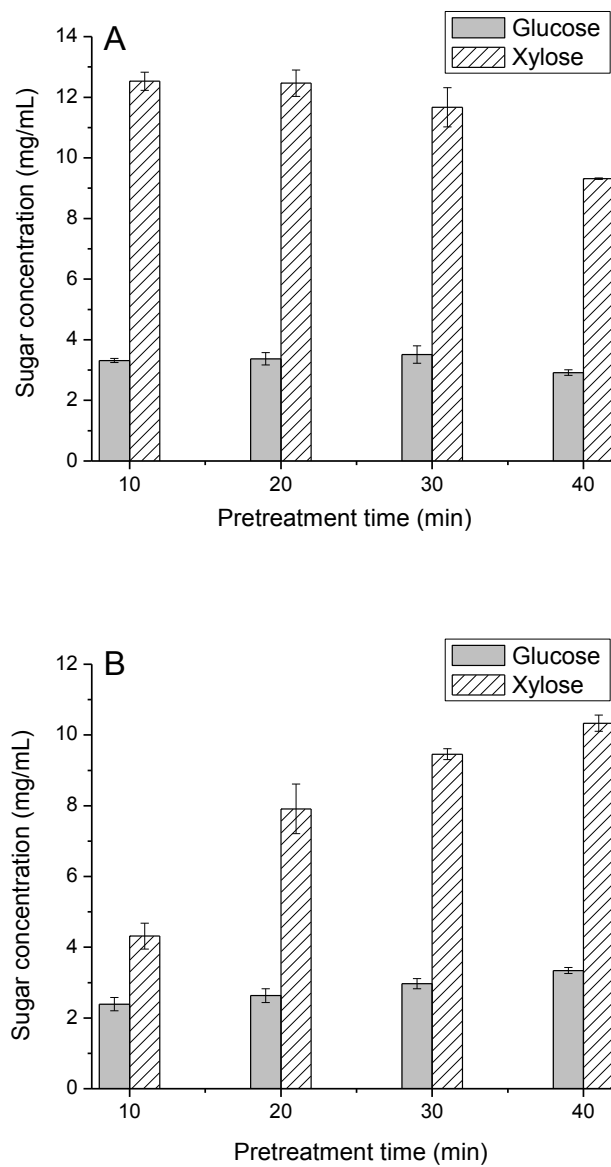 A
Glucose
Xylose
14
12
10
8
6
4
2
0
Sugar concentration (mg/mL)
10 20 30 40
Pretreatment time (min)
B
Glucose
Xylose
12
10
8
6
4
2
0
Sugar concentration (mg/mL)
10 20 30 40
Pretreatment time (min)